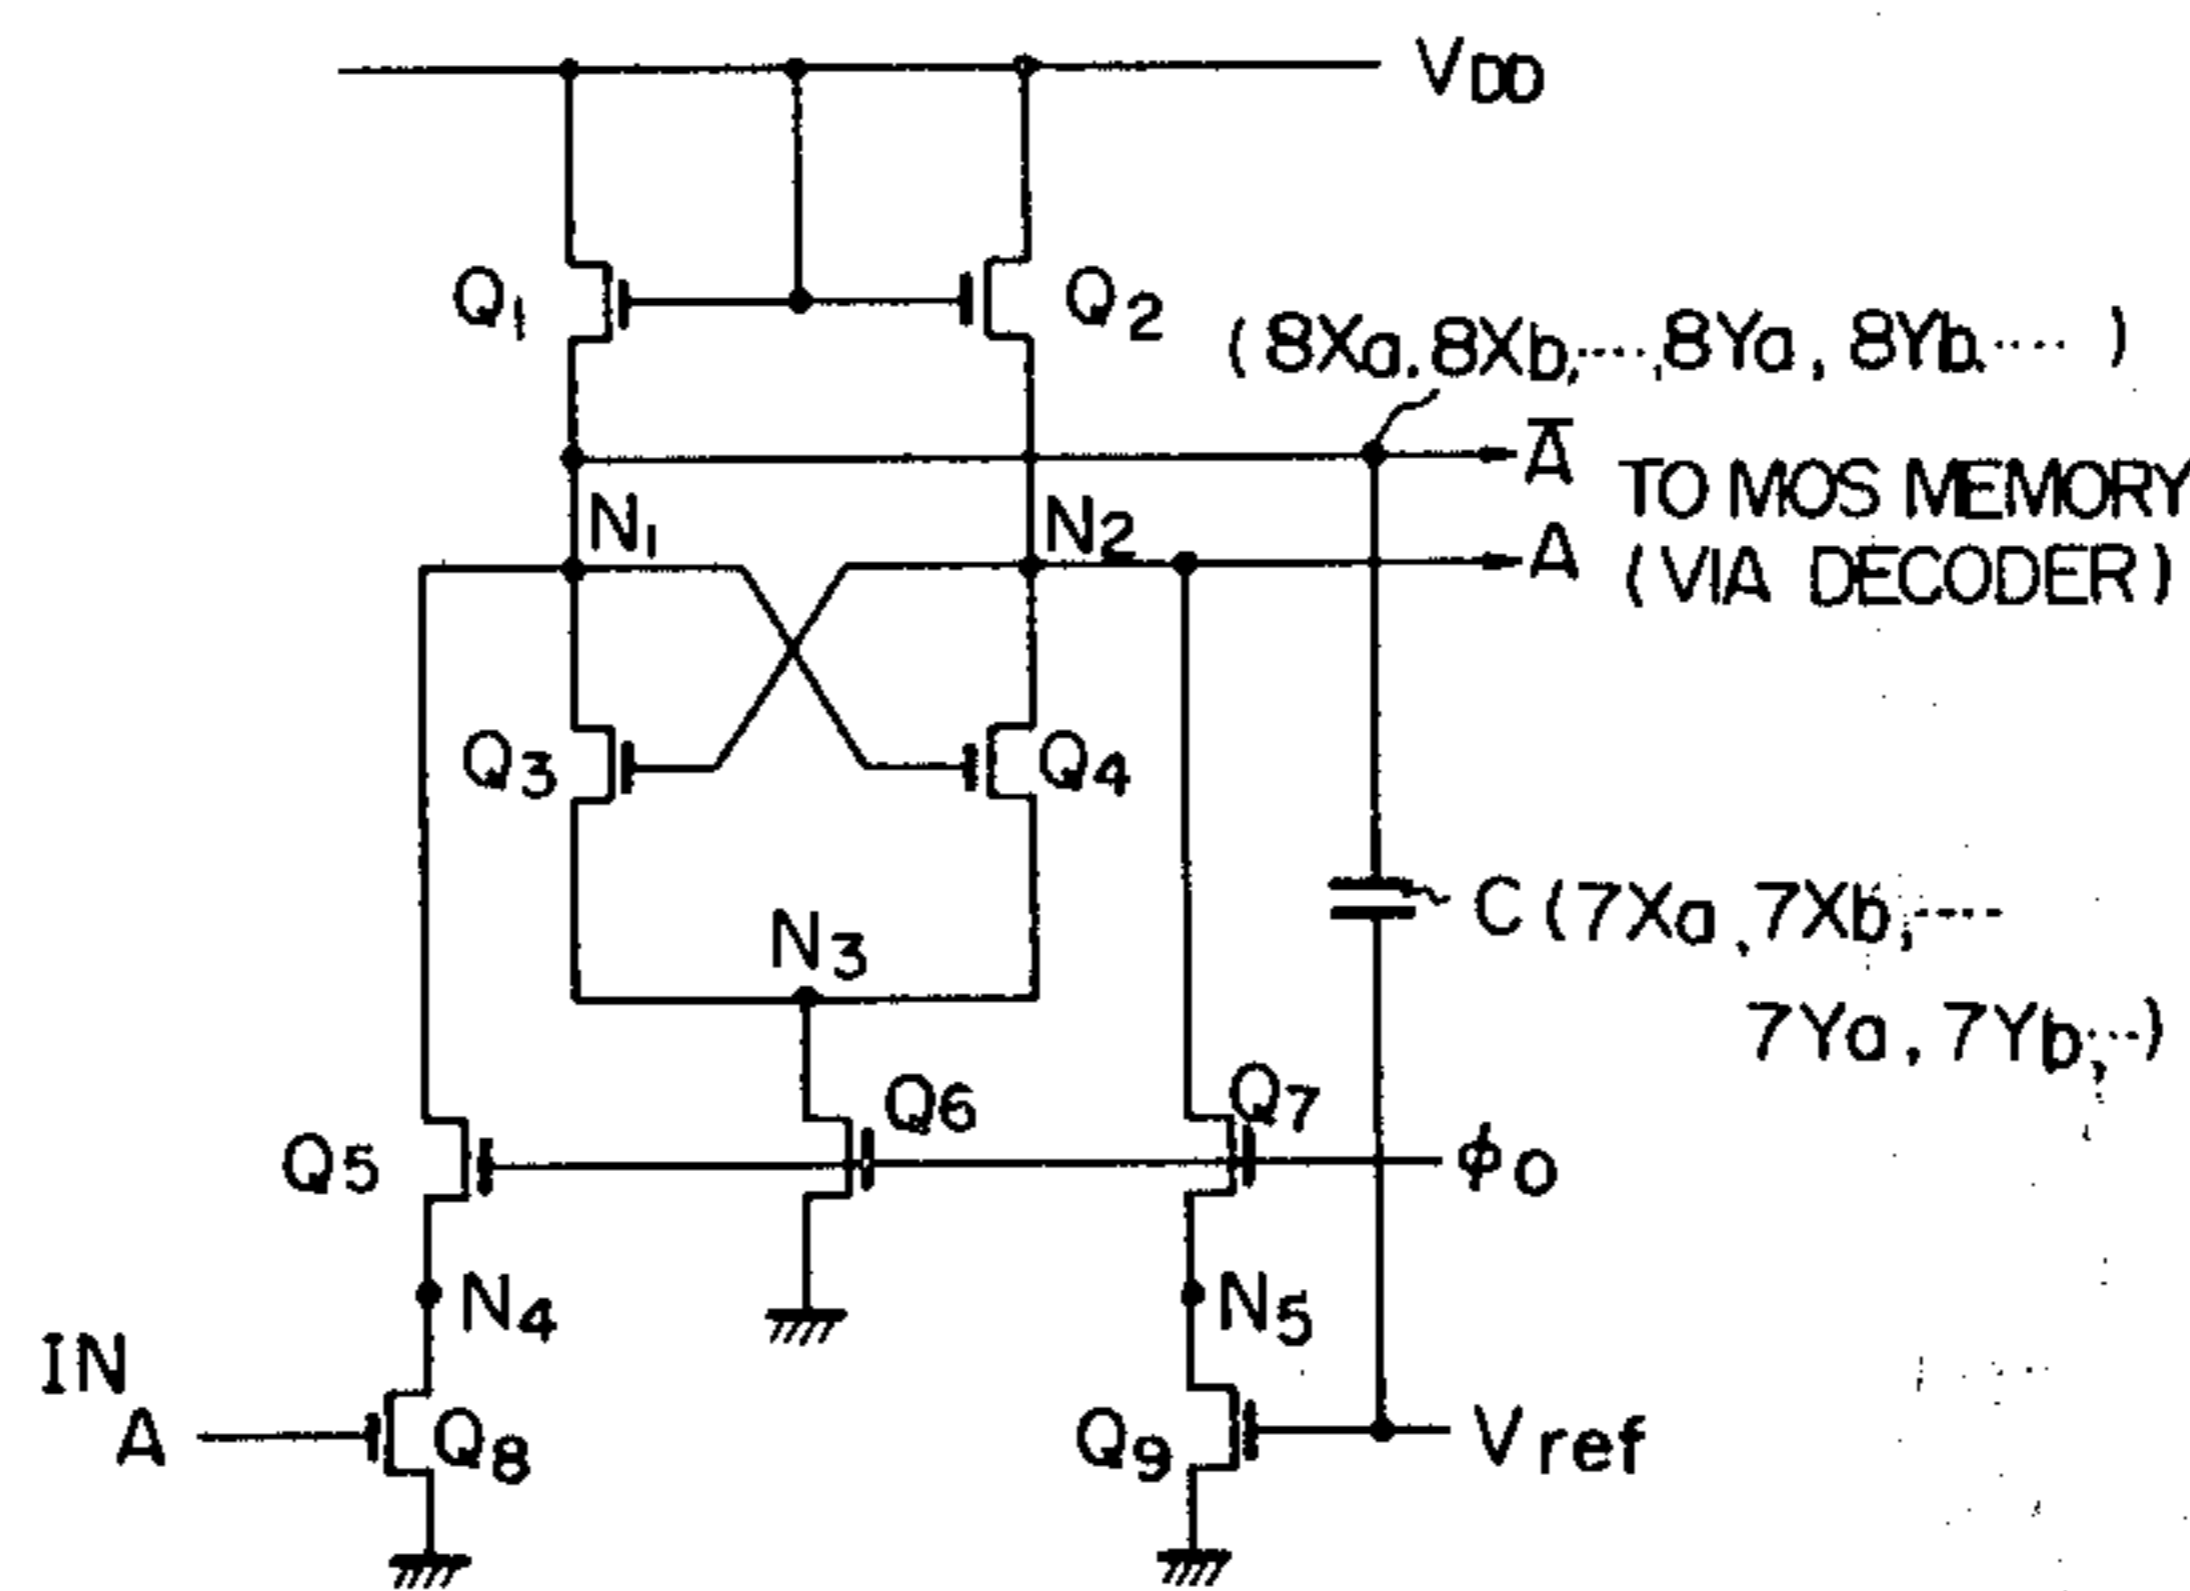 VDD
Q1
Q2
(8Xa, 8Xb, ...., 8Ya, 8Yb, ....)
A̅
TO MOS MEMORY
N1
N2
A
(VIA DECODER)
Q3
Q4
N3
C (7Xa, 7Xb, ....
7Ya, 7Yb, ...)
Q5
Q6
Q7
φ0
N4
N5
IN
A
Q8
Q9
Vref